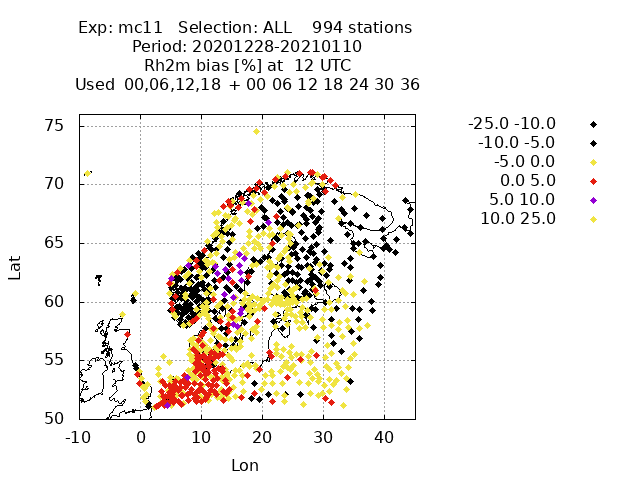 Exp: mc11   Selection: ALL    994 stations
Period: 20201228-20210110
Rh2m bias [%] at  12 UTC
Used  00,06,12,18  + 00 06 12 18 24 30 36
-25.0 -10.0
-10.0 -5.0
-5.0 0.0
0.0 5.0
5.0 10.0
10.0 25.0
75
70
65
60
55
50
Lat
-10 0 10 20 30 40
Lon